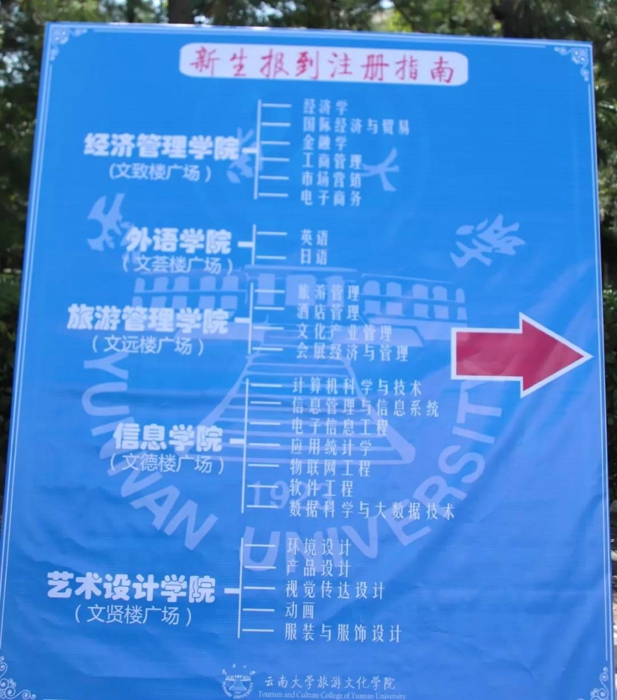 新生报到注册指南
经济管理学院
(文致楼广场)
经济学
国际经济与贸易
金融学
工商管理
市场营销
电子商务
外语学院
(文荟楼广场)
英语
日语
旅游管理学院
(文远楼广场)
旅游管理
酒店管理
文化产业管理
会展经济与管理
信息学院
(文德楼广场)
计算机科学与技术
信息管理与信息系统
电子信息工程
应用统计学
物联网工程
软件工程
数据科学与大数据技术
艺术设计学院
(文贤楼广场)
环境设计
产品设计
视觉传达设计
动画
服装与服饰设计
YUNNAN UNIVERSITY
云南大学旅游文化学院
Tourism and Culture College of Yunnan University